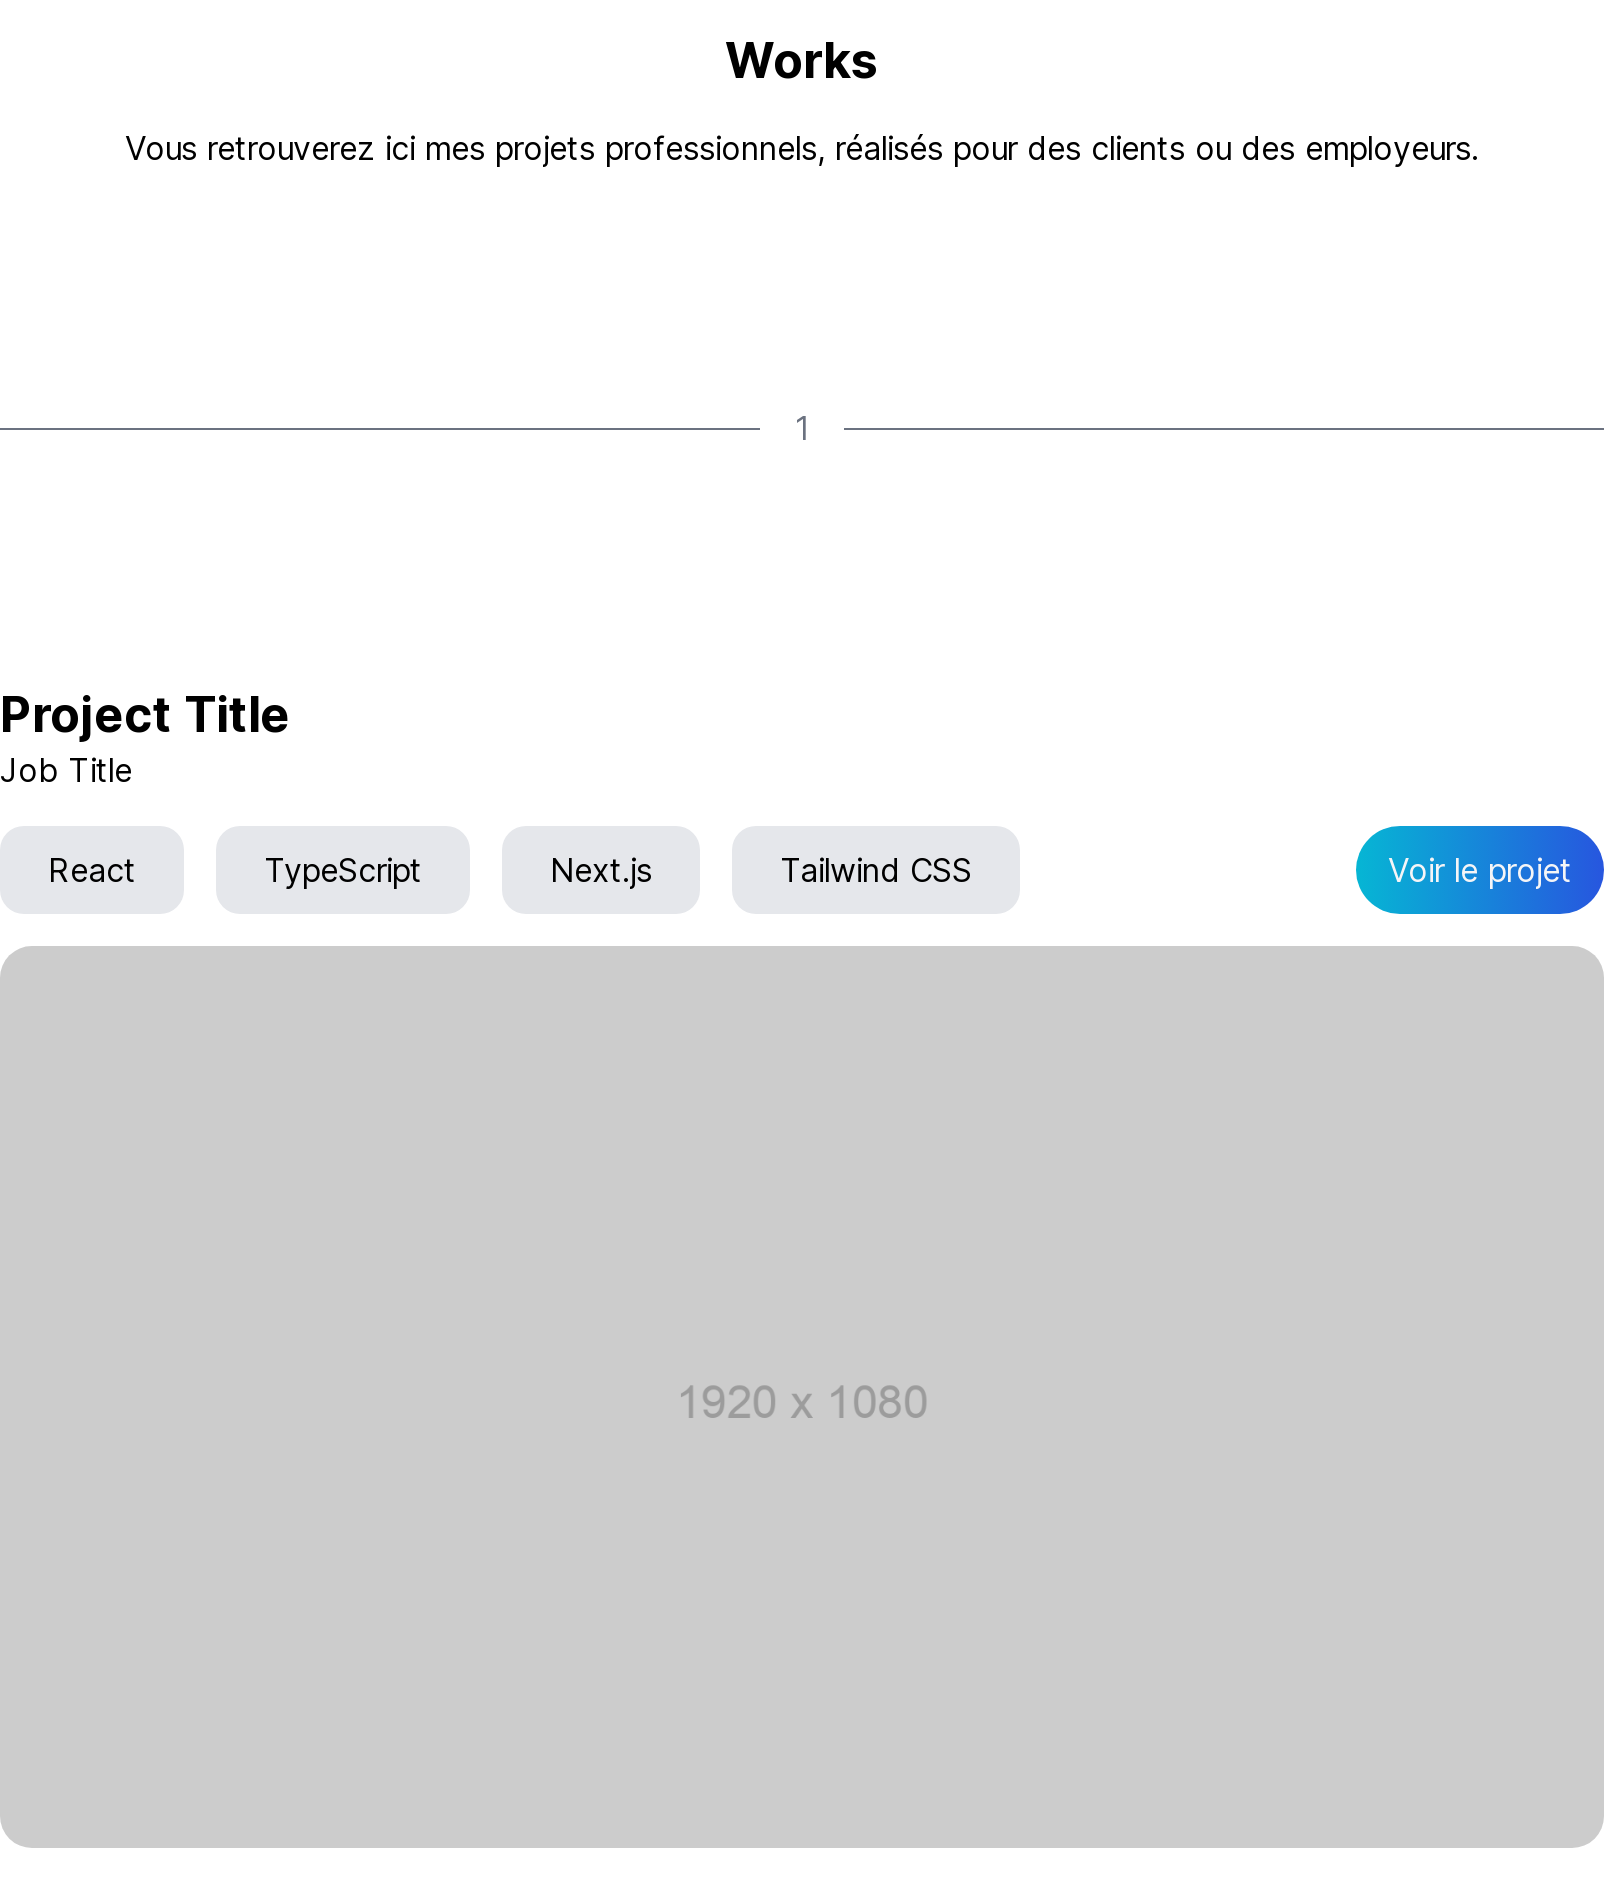 Works
Vous retrouverez ici mes projets professionnels, réalisés pour des clients ou des employeurs.
1
Project Title
Job Title
React TypeScript Next.js Tailwind CSS Voir le projet
1920 x 1080